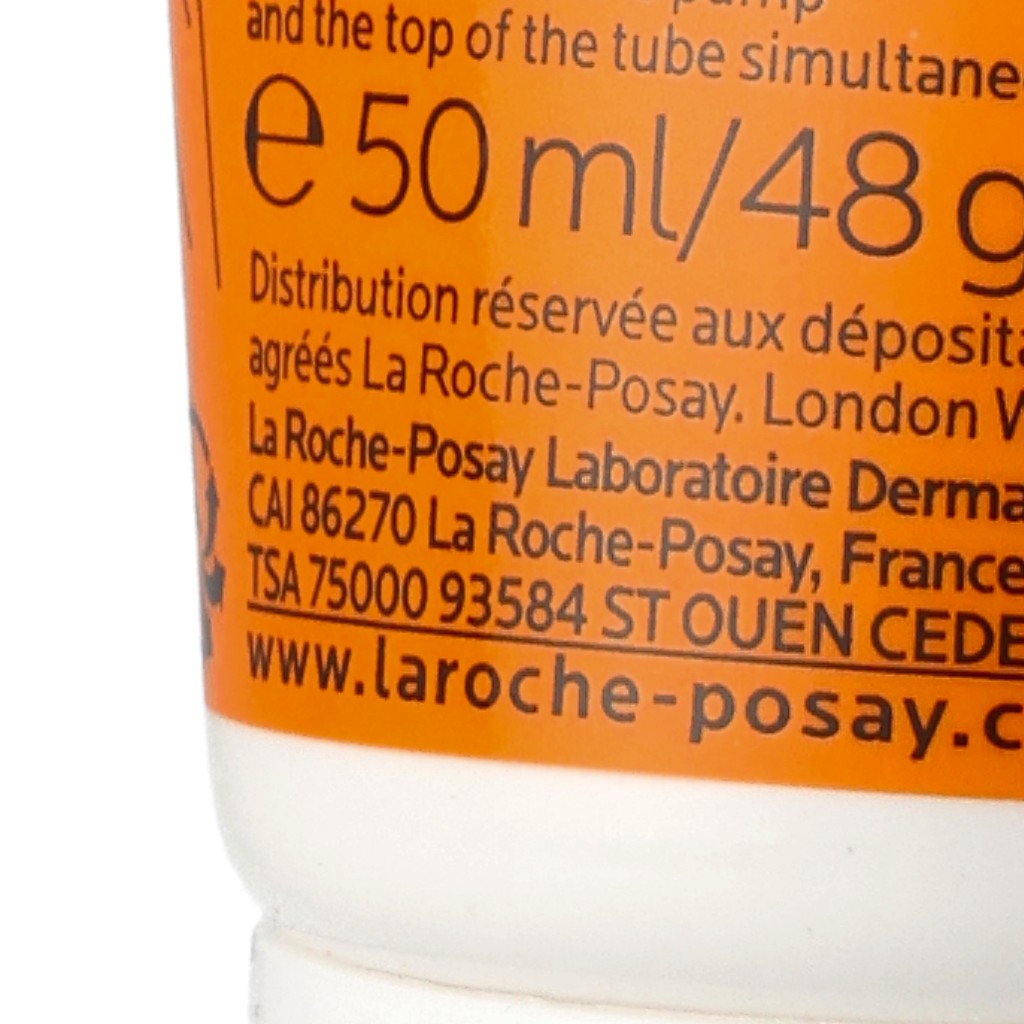 pump
and the top of the tube simultane
e 50 ml/48 g
Distribution réservée aux déposita
agréés La Roche-Posay. London W
La Roche-Posay Laboratoire Derma
CAI 86270 La Roche-Posay, France
TSA 75000 93584 ST OUEN CEDE
www.laroche-posay.c